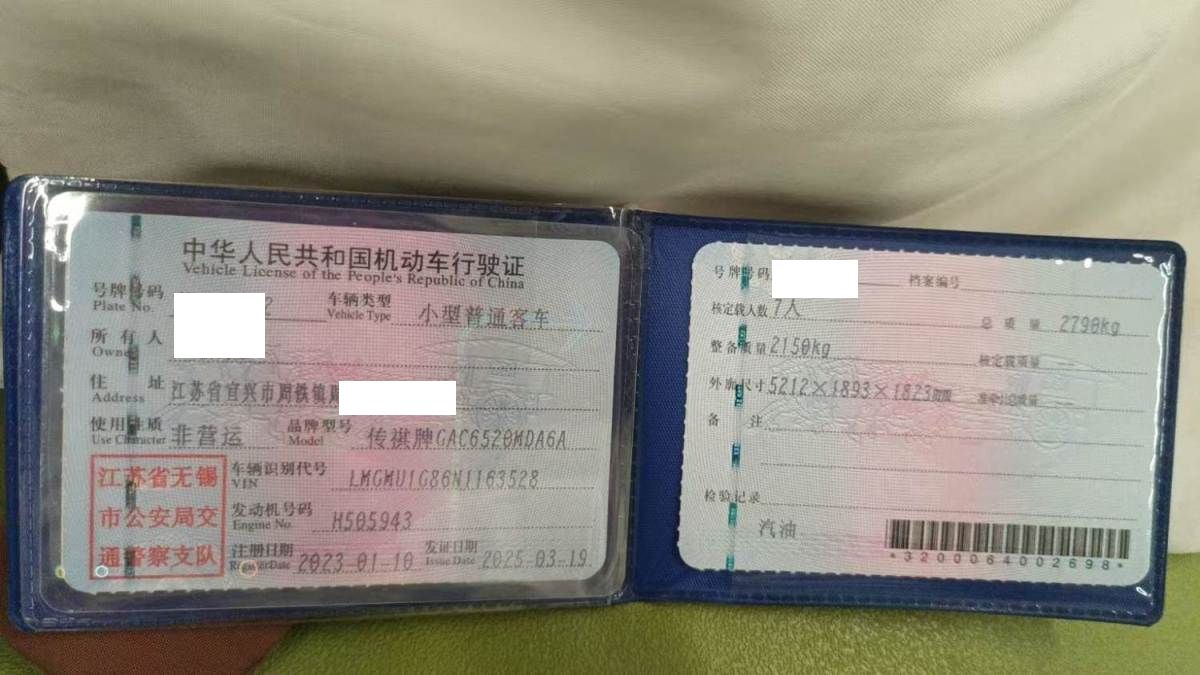 中华人民共和国机动车行驶证
Vehicle License of the People's Republic of China
号牌号码
Plate No.
2
车辆类型
Vehicle Type
小型普通客车
所有人
Owner
住址
Address
江苏省宜兴市周铁镇
使用性质
Use Character
非营运
品牌型号
Model
传祺牌GAC6520MDA6A
江苏省无锡
市公安局交
通警察支队
车辆识别代号
VIN
LMGMU1G86N1163528
发动机号码
Engine No.
H505943
注册日期
Register Date
2023-01-10
发证日期
Issue Date
2025-03-19
号牌号码
档案编号
核定载人数 7人
总质量 2790kg
整备质量 2150kg
核定载质量 --
外廓尺寸 5212×1893×1823mm
准牵引总质量 --
备注
检验记录
汽油
*3200064002698*